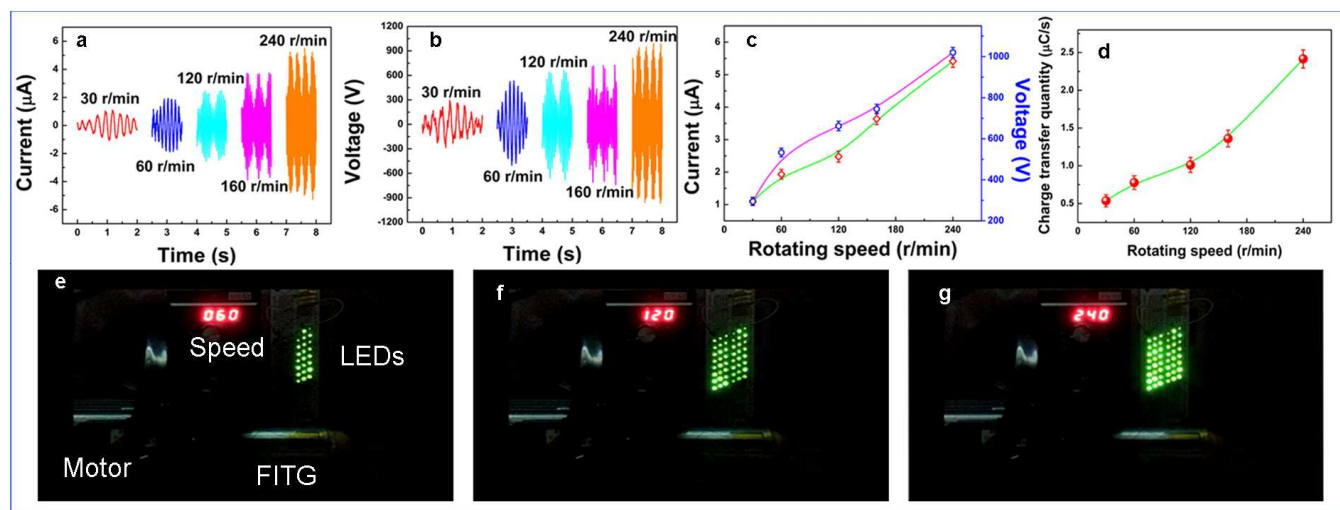 a
30 r/min
60 r/min
120 r/min
160 r/min
240 r/min
Current (μA)
6
4
2
0
-2
-4
-6
0 1 2 3 4 5 6 7 8
Time (s)
b
30 r/min
60 r/min
120 r/min
160 r/min
240 r/min
Voltage (V)
1200
900
600
300
0
-300
-600
-900
-1200
0 1 2 3 4 5 6 7 8
Time (s)
c
Current (μA)
6
5
4
3
2
1
0 60 120 180 240
Rotating speed (r/min)
1000
800
600
400
200
Voltage (V)
d
Charge transfer quantity (μC/s)
2.5
2.0
1.5
1.0
0.5
0 60 120 180 240
Rotating speed (r/min)
e
060
Speed
LEDs
Motor
FITG
f
120
g
240